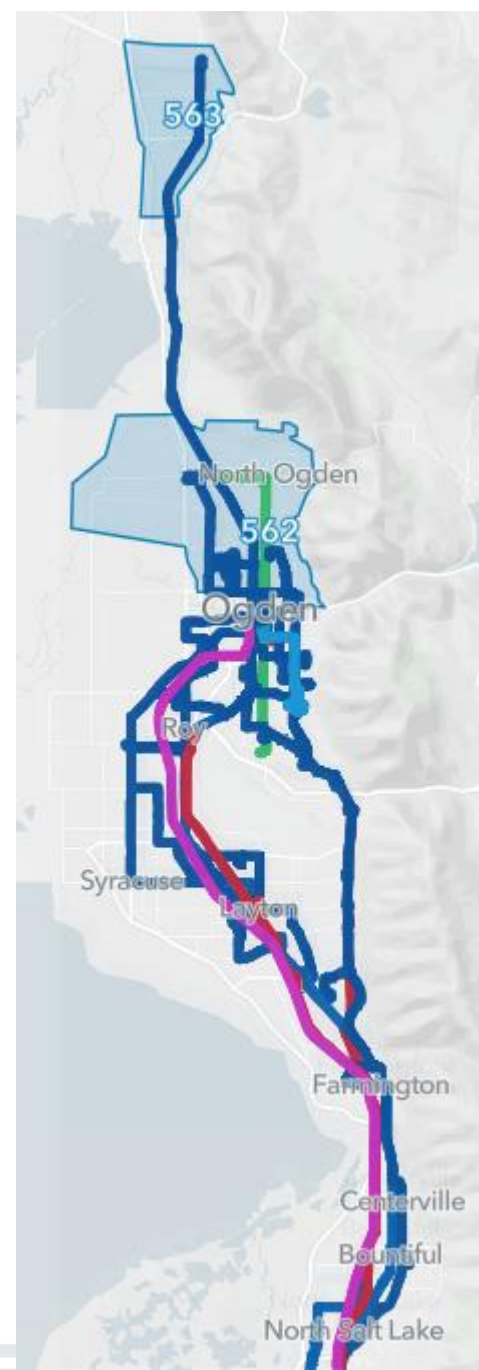 563
North Ogden
562
Ogden
Roy
Syracuse
Layton
Farmington
Centerville
Bountiful
North Salt Lake